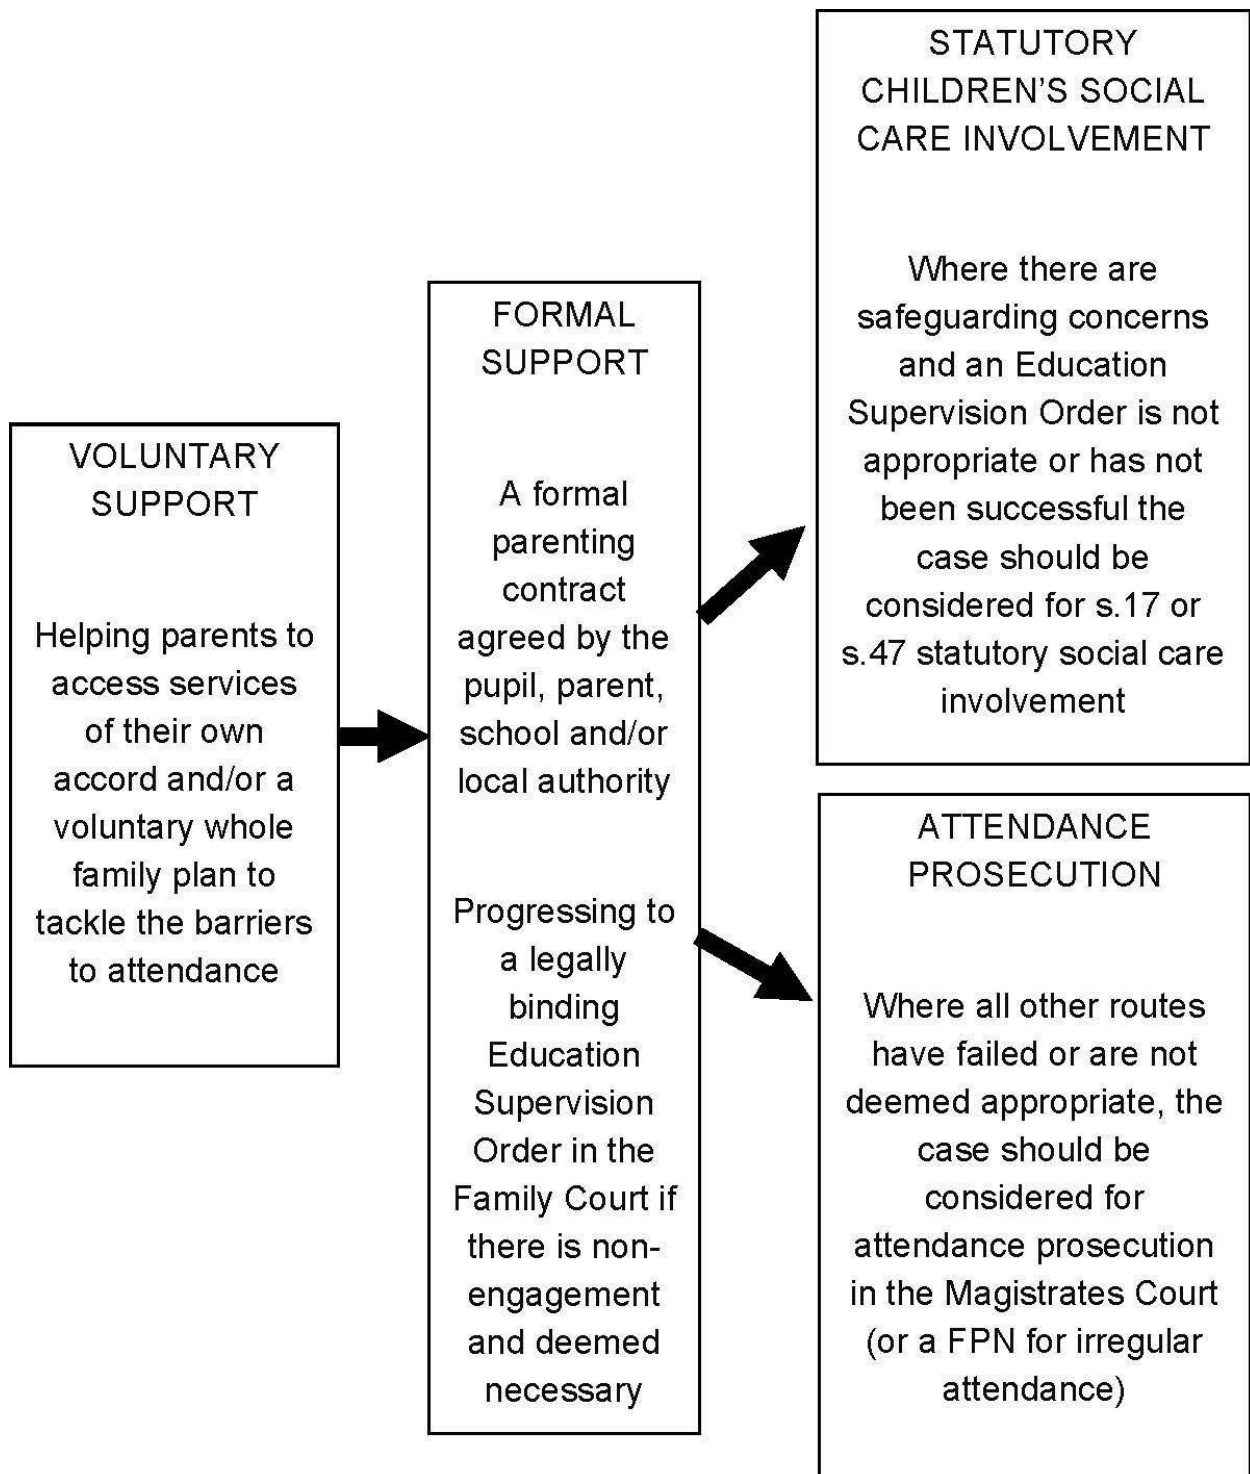 VOLUNTARY
SUPPORT
Helping parents to
access services
of their own
accord and/or a
voluntary whole
family plan to
tackle the barriers
to attendance
FORMAL
SUPPORT
A formal
parenting
contract
agreed by the
pupil, parent,
school and/or
local authority
Progressing to
a legally
binding
Education
Supervision
Order in the
Family Court if
there is non-
engagement
and deemed
necessary
STATUTORY
CHILDREN'S SOCIAL
CARE INVOLVEMENT
Where there are
safeguarding concerns
and an Education
Supervision Order is not
appropriate or has not
been successful the
case should be
considered for s.17 or
s.47 statutory social care
involvement
ATTENDANCE
PROSECUTION
Where all other routes
have failed or are not
deemed appropriate, the
case should be
considered for
attendance prosecution
in the Magistrates Court
(or a FPN for irregular
attendance)